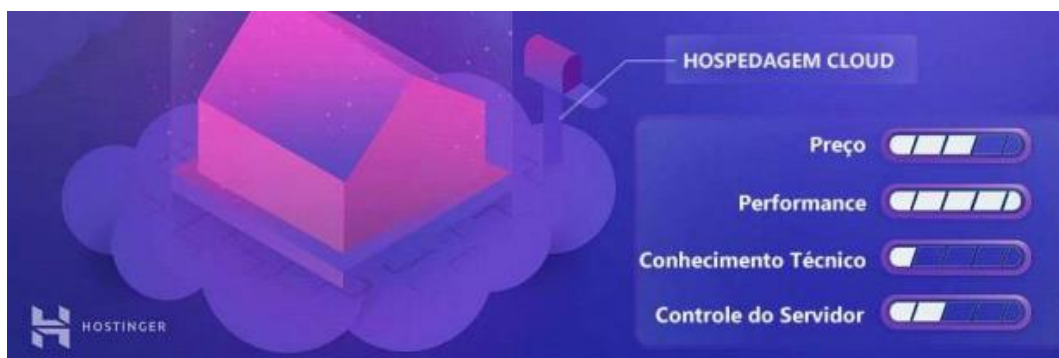 HOSPEDAGEM CLOUD
Preço
Performance
Conhecimento Técnico
Controle do Servidor
HOSTINGER